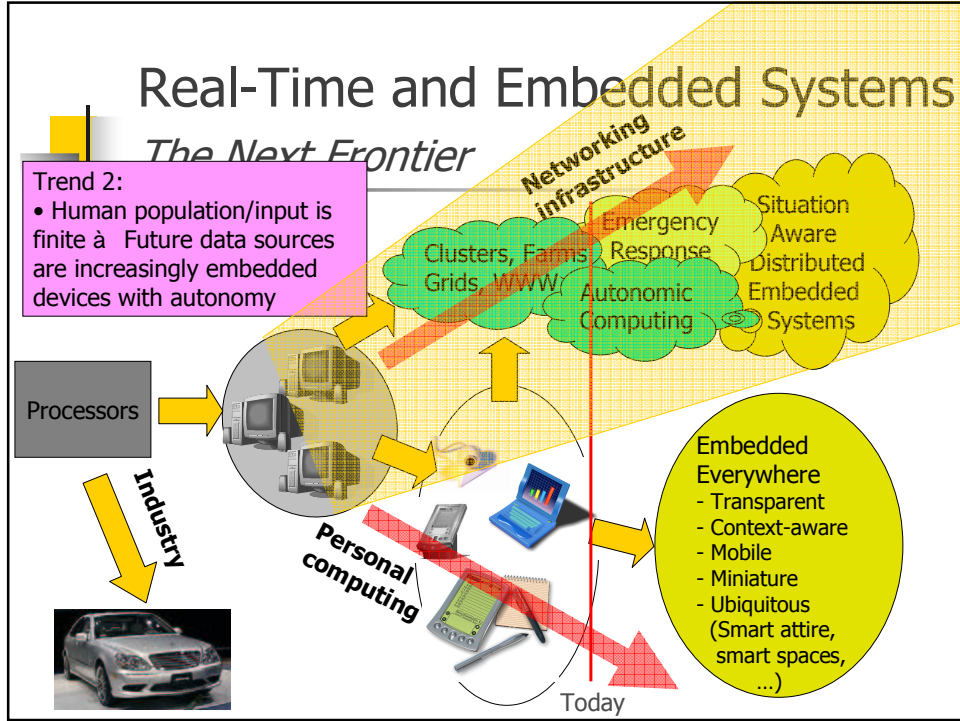 Real-Time and Embedded Systems
The Next Frontier
Trend 2:
• Human population/input is
finite à Future data sources
are increasingly embedded
devices with autonomy
Networking
infrastructure
Clusters, Farms
Grids, WWW
Emergency
Response
Autonomic
Computing
Situation
Aware
Distributed
Embedded
Systems
Processors
Industry
Personal
computing
Embedded
Everywhere
- Transparent
- Context-aware
- Mobile
- Miniature
- Ubiquitous
(Smart attire,
smart spaces,
…)
Today